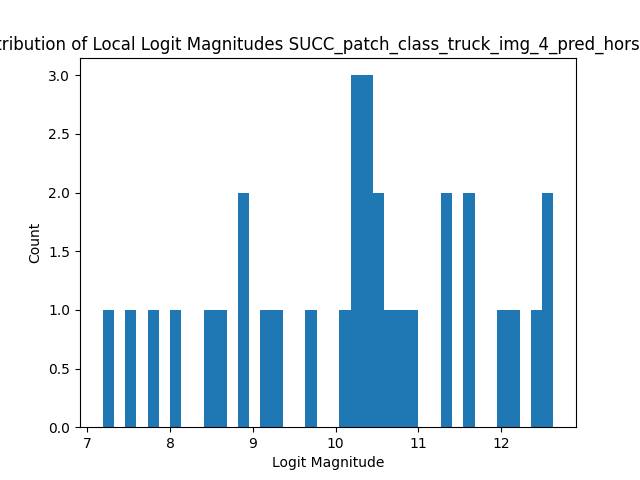 tribution of Local Logit Magnitudes SUCC_patch_class_truck_img_4_pred_hors
3.0
2.5
2.0
1.5
1.0
0.5
0.0
Count
7 8 9 10 11 12
Logit Magnitude